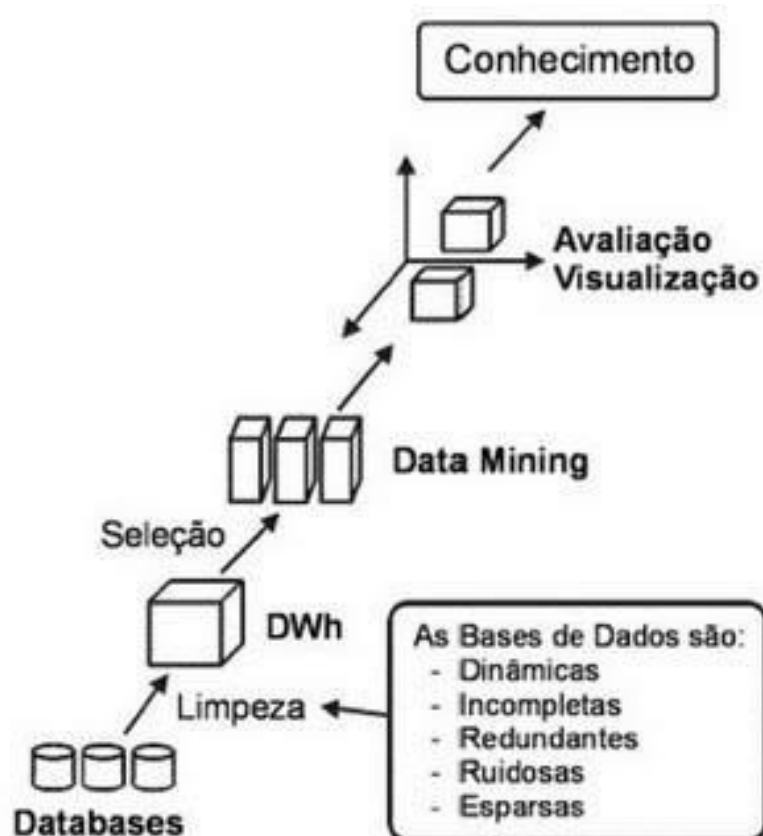 Conhecimento
Avaliação
Visualização
Data Mining
Seleção
DWh
As Bases de Dados são:
- Dinâmicas
- Incompletas
- Redundantes
- Ruidosas
- Esparsas
Limpeza
Databases